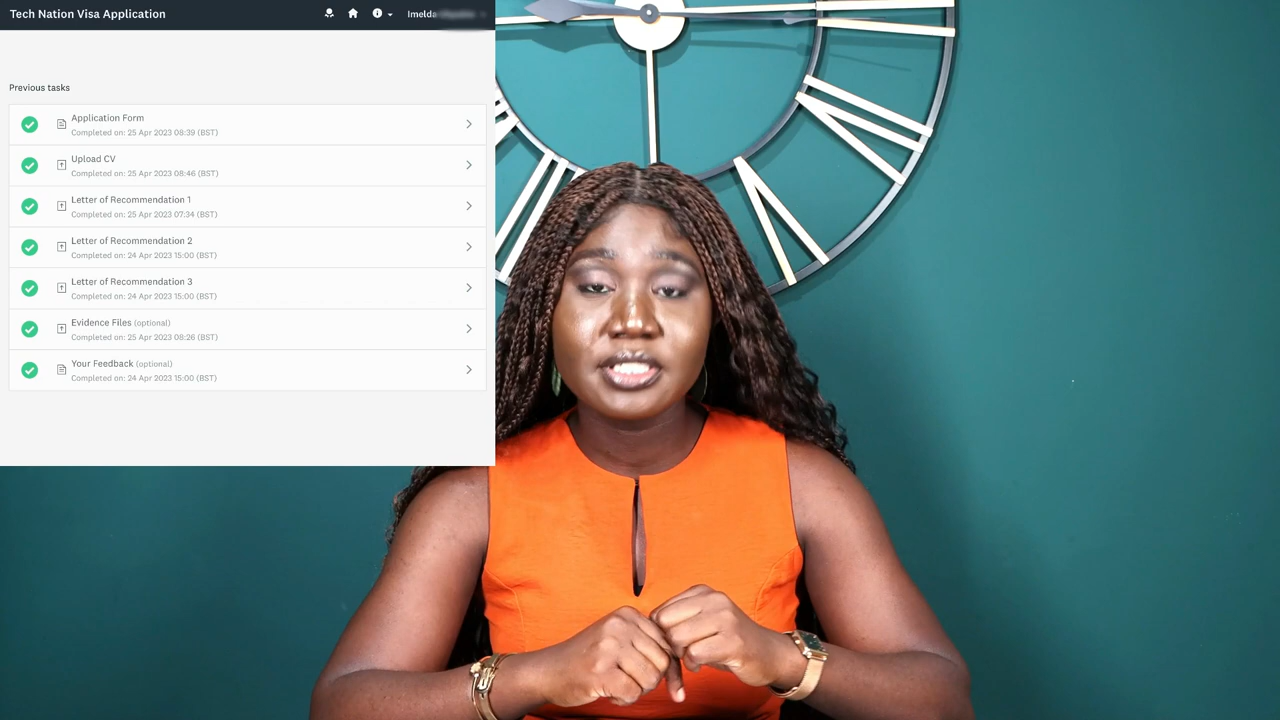 Tech Nation Visa Application
Imelda
Previous tasks
Application Form
Completed on: 25 Apr 2023 08:39 (BST)
Upload CV
Completed on: 25 Apr 2023 08:46 (BST)
Letter of Recommendation 1
Completed on: 25 Apr 2023 07:34 (BST)
Letter of Recommendation 2
Completed on: 24 Apr 2023 15:00 (BST)
Letter of Recommendation 3
Completed on: 24 Apr 2023 15:00 (BST)
Evidence Files (optional)
Completed on: 25 Apr 2023 08:26 (BST)
Your Feedback (optional)
Completed on: 24 Apr 2023 15:00 (BST)